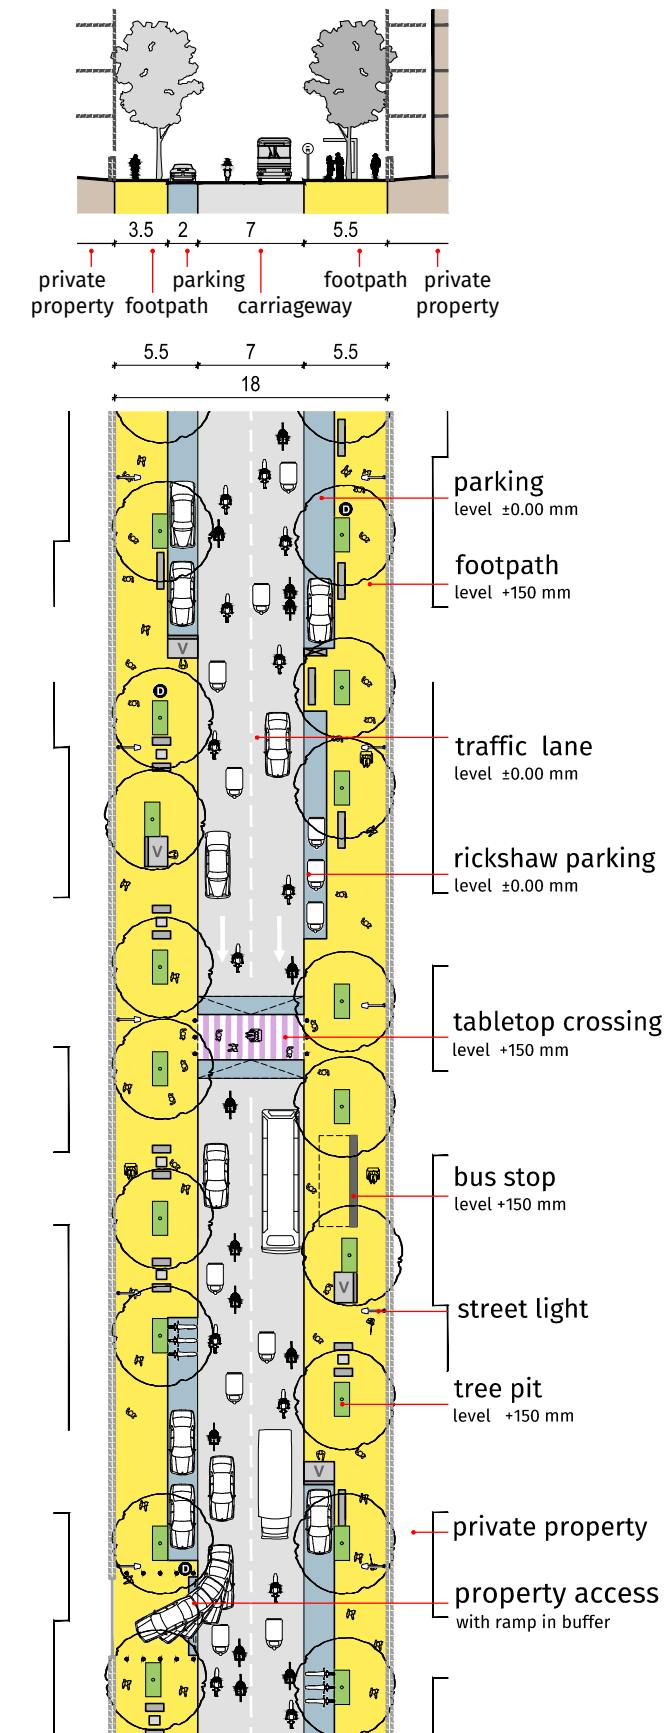 3.5 2 7 5.5
private parking footpath private
property footpath carriageway property
5.5 7 5.5
18
parking
level ±0.00 mm
D
D
footpath
level +150 mm
V
D
traffic lane
level ±0.00 mm
V
rickshaw parking
level ±0.00 mm
tabletop crossing
level +150 mm
bus stop
level +150 mm
V
street light
tree pit
level +150 mm
V
private property
D
property access
with ramp in buffer